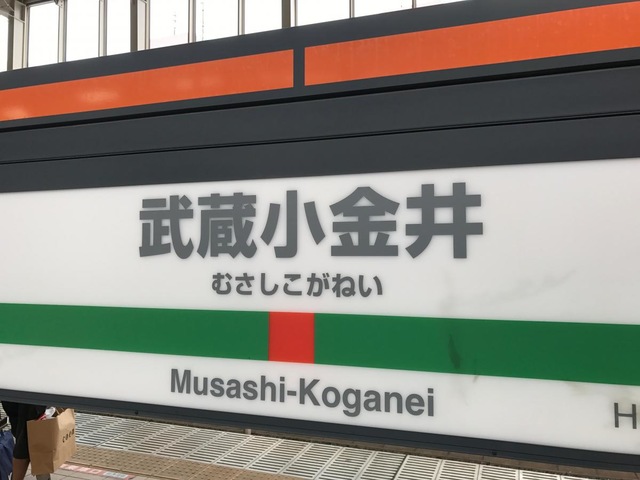 武蔵小金井
むさしこがねい
Musashi-Koganei
H